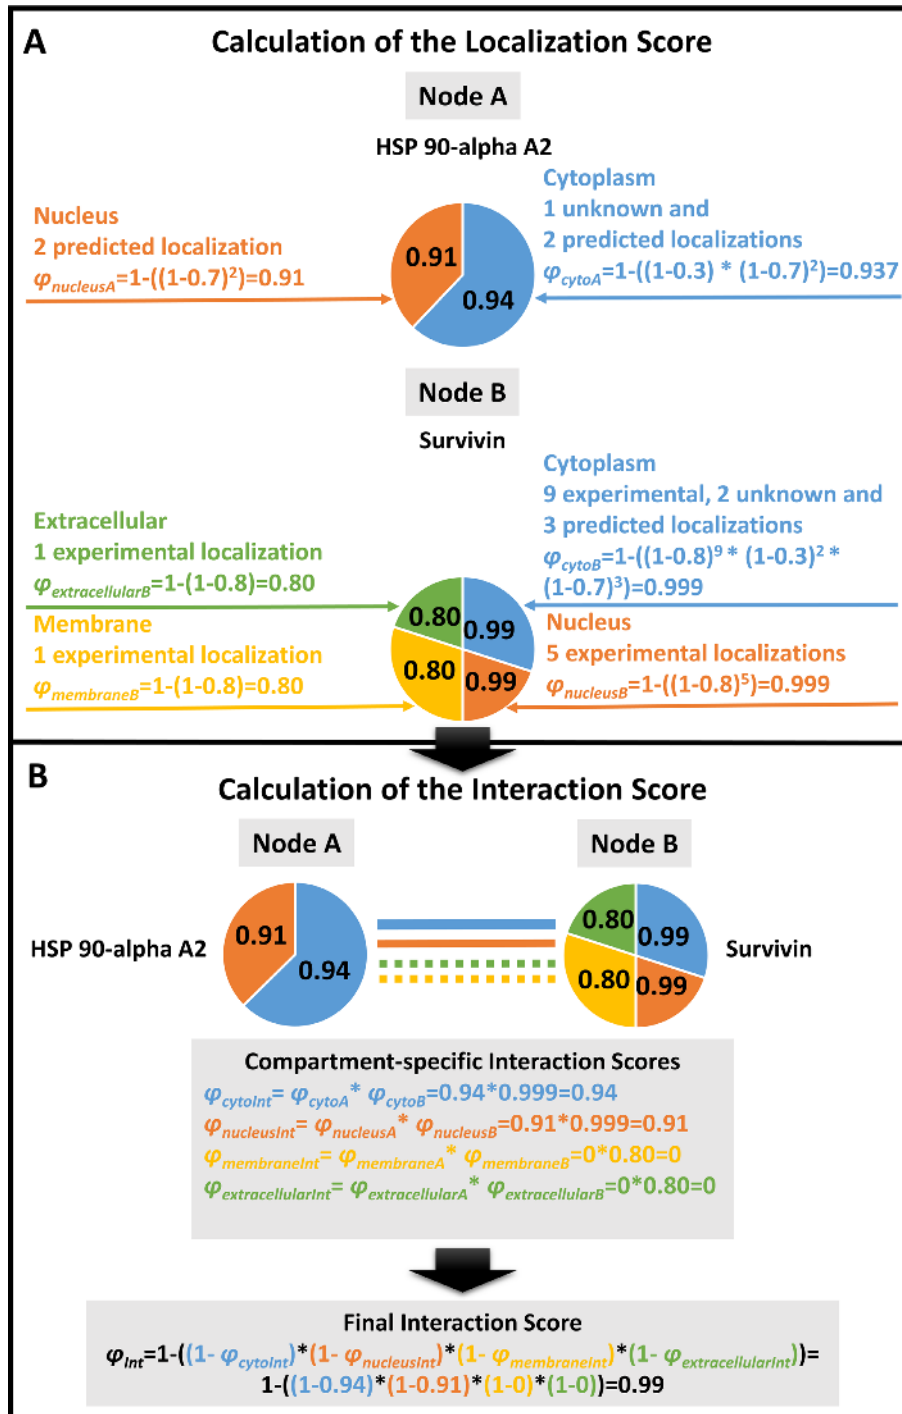 A
Calculation of the Localization Score
Node A
HSP 90-alpha A2
Nucleus
2 predicted localization
φnucleusA=1-((1-0.7)²)=0.91
Cytoplasm
1 unknown and
2 predicted localizations
φcytoA=1-((1-0.3) * (1-0.7)²)=0.937
0.91
0.94
Node B
Survivin
Extracellular
1 experimental localization
φextracellularB=1-(1-0.8)=0.80
Membrane
1 experimental localization
φmembraneB=1-(1-0.8)=0.80
Cytoplasm
9 experimental, 2 unknown and
3 predicted localizations
φcytoB=1-((1-0.8)⁹ * (1-0.3)² *
(1-0.7)³)=0.999
Nucleus
5 experimental localizations
φnucleusB=1-((1-0.8)⁵)=0.999
0.80
0.99
0.80
0.99
B
Calculation of the Interaction Score
Node A
Node B
HSP 90-alpha A2
0.91
0.94
0.80
0.99
0.80
0.99
Survivin
Compartment-specific Interaction Scores
φcytoInt= φcytoA* φcytoB=0.94*0.999=0.94
φnucleusInt= φnucleusA* φnucleusB=0.91*0.999=0.91
φmembraneInt= φmembraneA* φmembraneB=0*0.80=0
φextracellularInt= φextracellularA* φextracellularB=0*0.80=0
Final Interaction Score
φInt=1-((1- φcytoInt)*(1- φnucleusInt)*(1- φmembraneInt)*(1- φextracellularInt))=
1-((1-0.94)*(1-0.91)*(1-0)*(1-0))=0.99